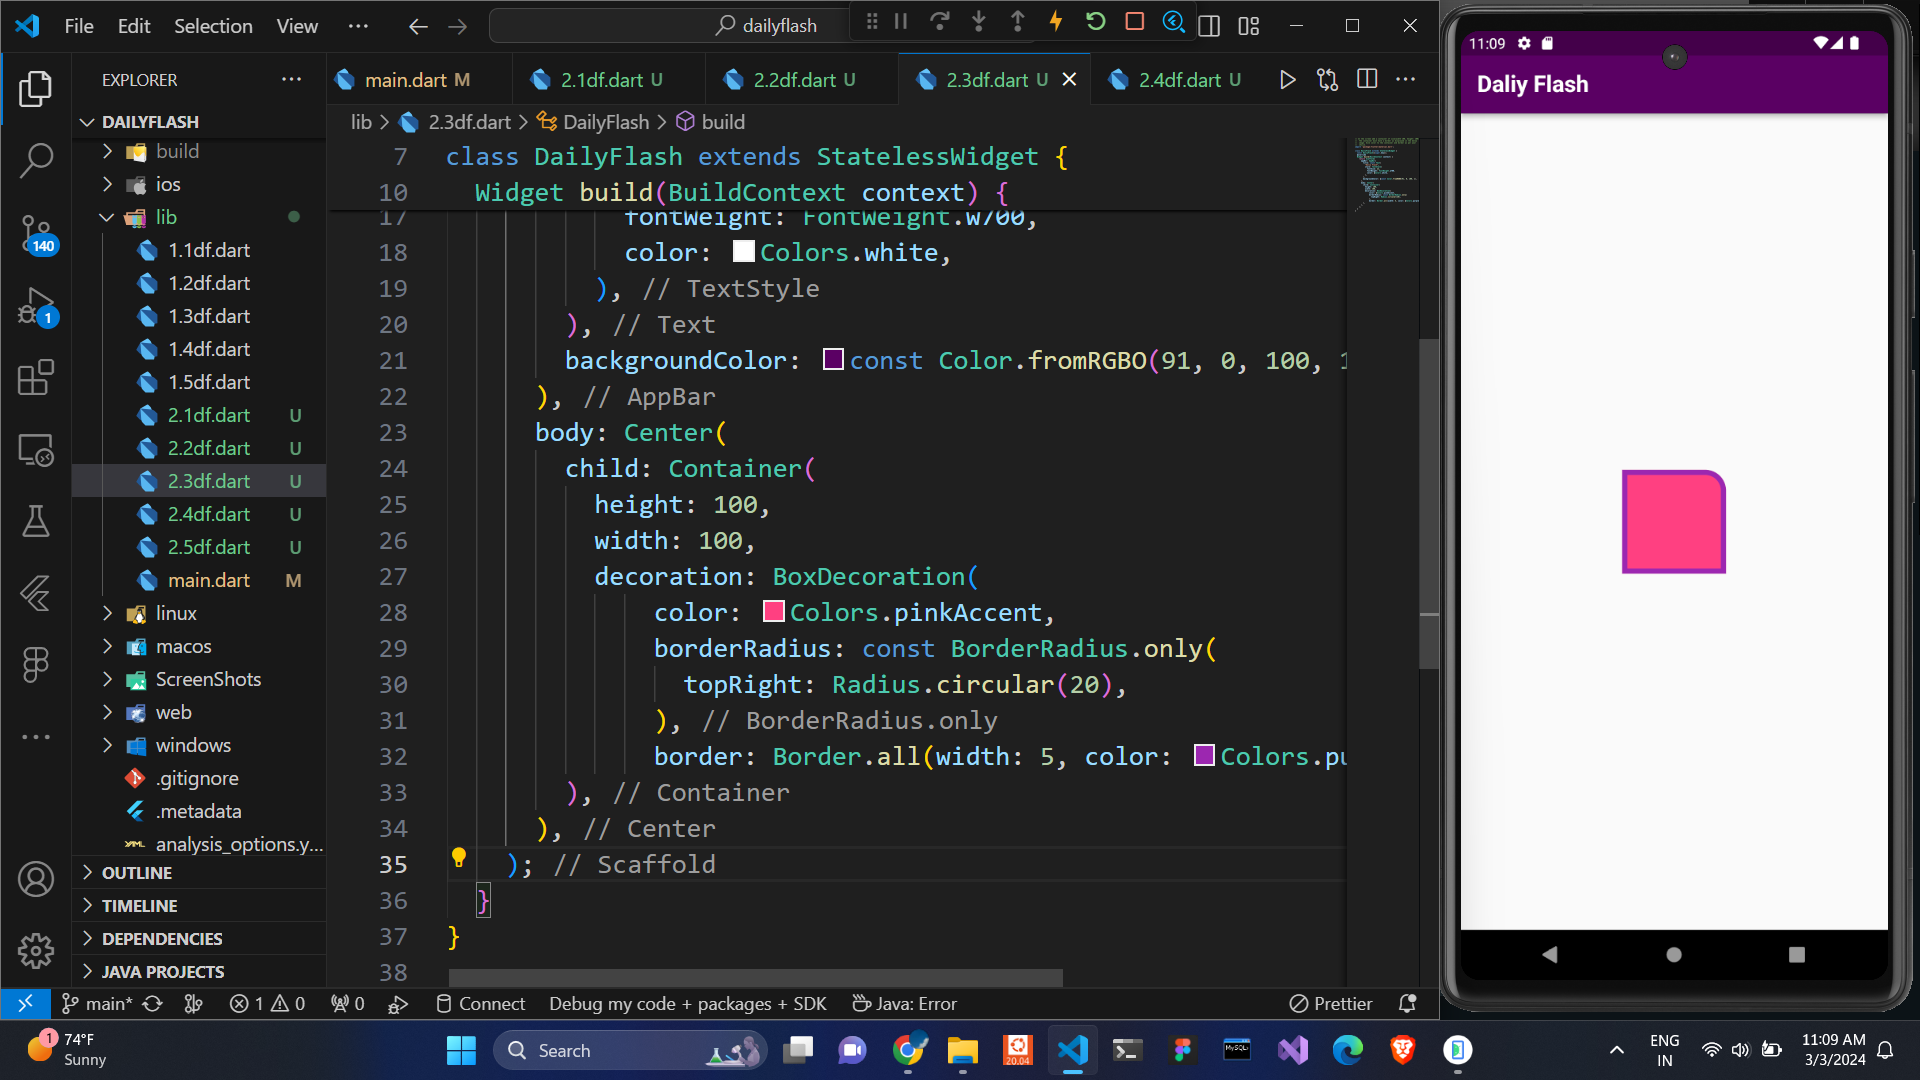 File Edit Selection View ··· dailyflash
EXPLORER
main.dart M 2.1df.dart U 2.2df.dart U 2.3df.dart U 2.4df.dart U
DAILYFLASH
lib > 2.3df.dart > DailyFlash > build
build
ios
lib
1.1df.dart
1.2df.dart
1.3df.dart
1.4df.dart
1.5df.dart
2.1df.dart U
2.2df.dart U
2.3df.dart U
2.4df.dart U
2.5df.dart U
main.dart M
linux
macos
ScreenShots
web
windows
.gitignore
.metadata
analysis_options.y...
OUTLINE
TIMELINE
DEPENDENCIES
JAVA PROJECTS
140
1
7 class DailyFlash extends StatelessWidget {
10 Widget build(BuildContext context) {
17 fontWeight: FontWeight.w700,
18 color: Colors.white,
19 ), // TextStyle
20 ), // Text
21 backgroundColor: const Color.fromRGBO(91, 0, 100, 1
22 ), // AppBar
23 body: Center(
24 child: Container(
25 height: 100,
26 width: 100,
27 decoration: BoxDecoration(
28 color: Colors.pinkAccent,
29 borderRadius: const BorderRadius.only(
30 topRight: Radius.circular(20),
31 ), // BorderRadius.only
32 border: Border.all(width: 5, color: Colors.pu
33 ), // Container
34 ), // Center
35 ); // Scaffold
36 }
37 }
38
main* 1 0 0 Connect Debug my code + packages + SDK Java: Error Prettier
11:09
Daliy Flash
1 74°F
Sunny
Search
20.04
MySQL
ENG
IN
11:09 AM
3/3/2024